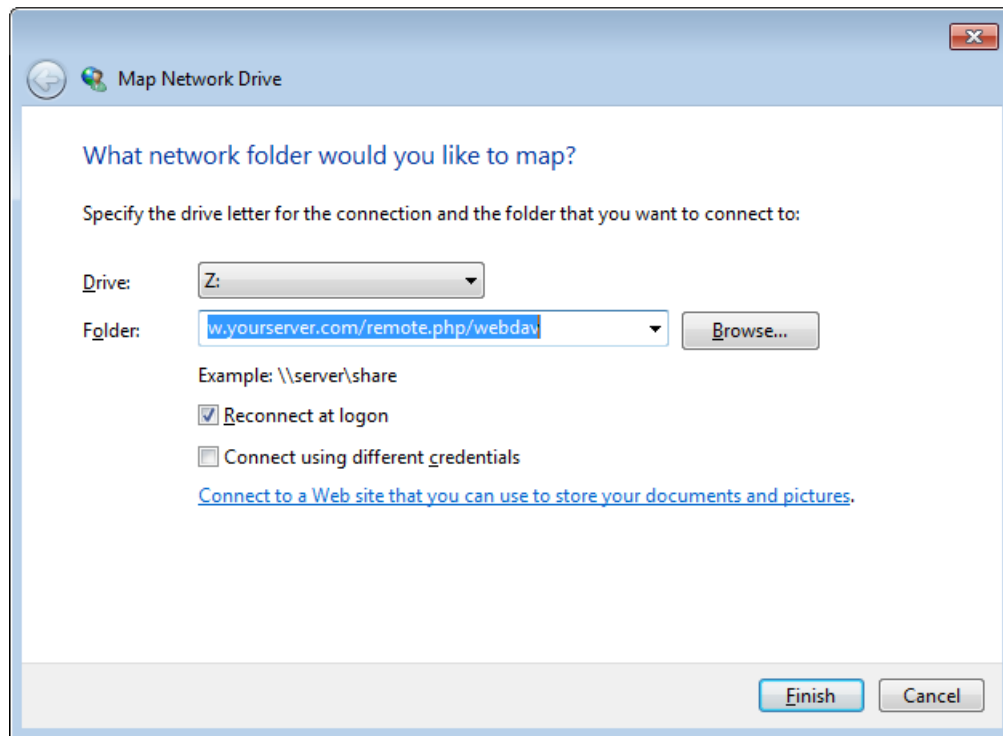 Map Network Drive
What network folder would you like to map?
Specify the drive letter for the connection and the folder that you want to connect to:
Drive: Z:
Folder: w.yourserver.com/remote.php/webdav Browse...
Example: \\server\share
Reconnect at logon
Connect using different credentials
Connect to a Web site that you can use to store your documents and pictures.
Finish Cancel